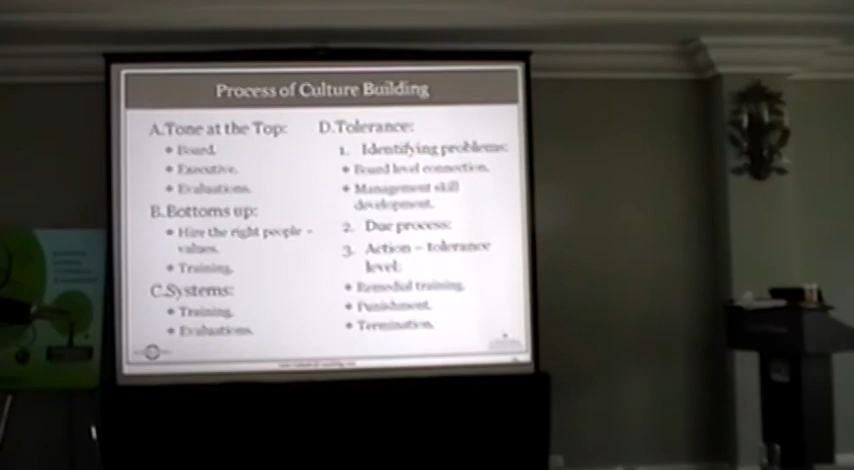 Process of Culture Building
A.Tone at the Top:
Board.
Executive.
Evaluations.
B.Bottoms up:
Hire the right people –
values.
Training.
C.Systems:
Training.
Evaluations.
D.Tolerance:
1. Identifying problems:
Board level connection.
Management skill
development.
2. Due process:
3. Action – tolerance
level:
Remedial training.
Punishment.
Termination.